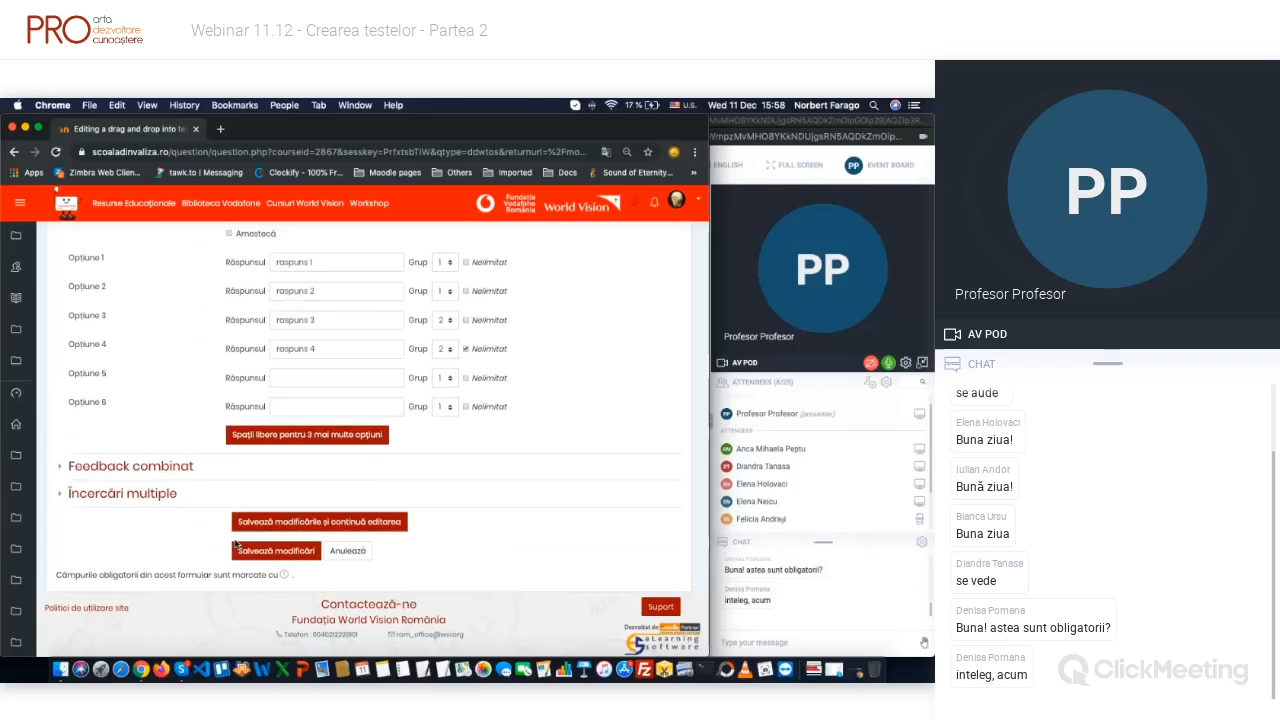 PRO arta dezvoltare cunoaștere
Webinar 11.12 - Crearea testelor - Partea 2
Chrome File Edit View History Bookmarks People Tab Window Help
17 % U.S. Wed 11 Dec 15:58 Norbert Farago
Editing a drag and drop into te
scoaladinvaliza.ro/question/question.php?courseid=2867&sesskey=PrfxtsbTiW&qtype=ddwtos&returnurl=%2Fmo...
Apps Zimbra Web Clien... tawk.to | Messaging Clockify - 100% Fr... Moodle pages Others Imported Docs Sound of Eternity... »
Resurse Educaționale Biblioteca Vodafone Cursuri World Vision Workshop
Fundația Vodafone România
World Vision
Amestecă
Opțiune 1 Răspunsul raspuns 1 Grup 1 Nelimitat
Opțiune 2 Răspunsul raspuns 2 Grup 1 Nelimitat
Opțiune 3 Răspunsul raspuns 3 Grup 2 Nelimitat
Opțiune 4 Răspunsul raspuns 4 Grup 2 Nelimitat
Opțiune 5 Răspunsul Grup 1 Nelimitat
Opțiune 6 Răspunsul Grup 1 Nelimitat
Spații libere pentru 3 mai multe opțiuni
Feedback combinat
Încercări multiple
Salvează modificările și continuă editarea
Salvează modificări Anulează
Câmpurile obligatorii din acest formular sunt marcate cu .
Politici de utilizare site
Contactează-ne
Fundația World Vision România
Telefon : 0040212229101 rom_office@wvi.org
Suport
Dezvoltat de
eLearning Software
ENGLISH FULL SCREEN PP EVENT BOARD
PP
Profesor Profesor
AV POD
ATTENDEES (6/25)
PP Profesor Profesor (presenter)
ATTENDEES
Anca Mihaela Peptu
Diandra Tanasa
Elena Holovaci
Elena Neicu
Felicia Andrași
CHAT
Denisa Pomana
Buna! astea sunt obligatorii?
Denisa Pomana
inteleg, acum
Type your message
PP
Profesor Profesor
AV POD
CHAT
se aude
Elena Holovaci
Buna ziua!
Iulian Andor
Bună ziua!
Bianca Ursu
Buna ziua
Diandra Tanasa
se vede
Denisa Pomana
Buna! astea sunt obligatorii?
Denisa Pomana
inteleg, acum
ClickMeeting